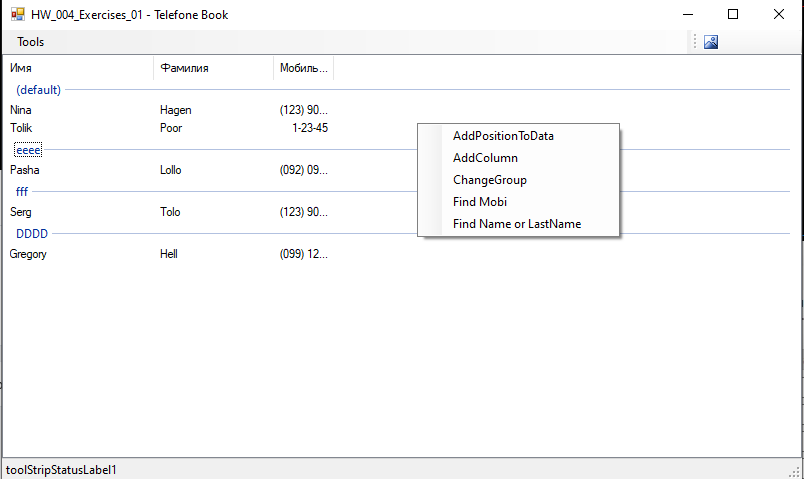 HW_004_Exercises_01 - Telefone Book
Tools
Имя Фамилия Мобиль...
(default)
Nina Hagen (123) 90...
Tolik Poor 1-23-45
eeee
Pasha Lollo (092) 09...
fff
Serg Tolo (123) 90...
DDDD
Gregory Hell (099) 12...
AddPositionToData
AddColumn
ChangeGroup
Find Mobi
Find Name or LastName
toolStripStatusLabel1